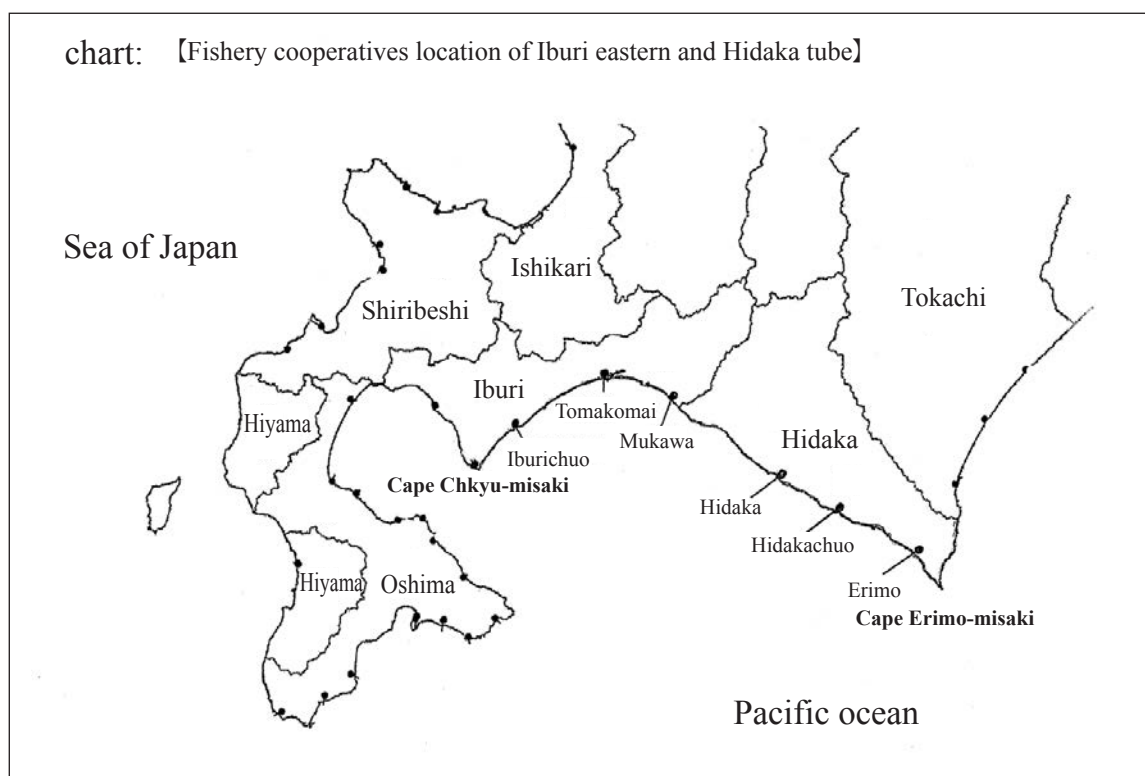 chart: 【Fishery cooperatives location of Iburi eastern and Hidaka tube】
Sea of Japan
Ishikari
Tokachi
Shiribeshi
Iburi
Tomakomai
Hiyama
Mukawa
Hidaka
Iburichuo
Cape Chkyu-misaki
Hidaka
Hidakachuo
Hiyama
Oshima
Erimo
Cape Erimo-misaki
Pacific ocean